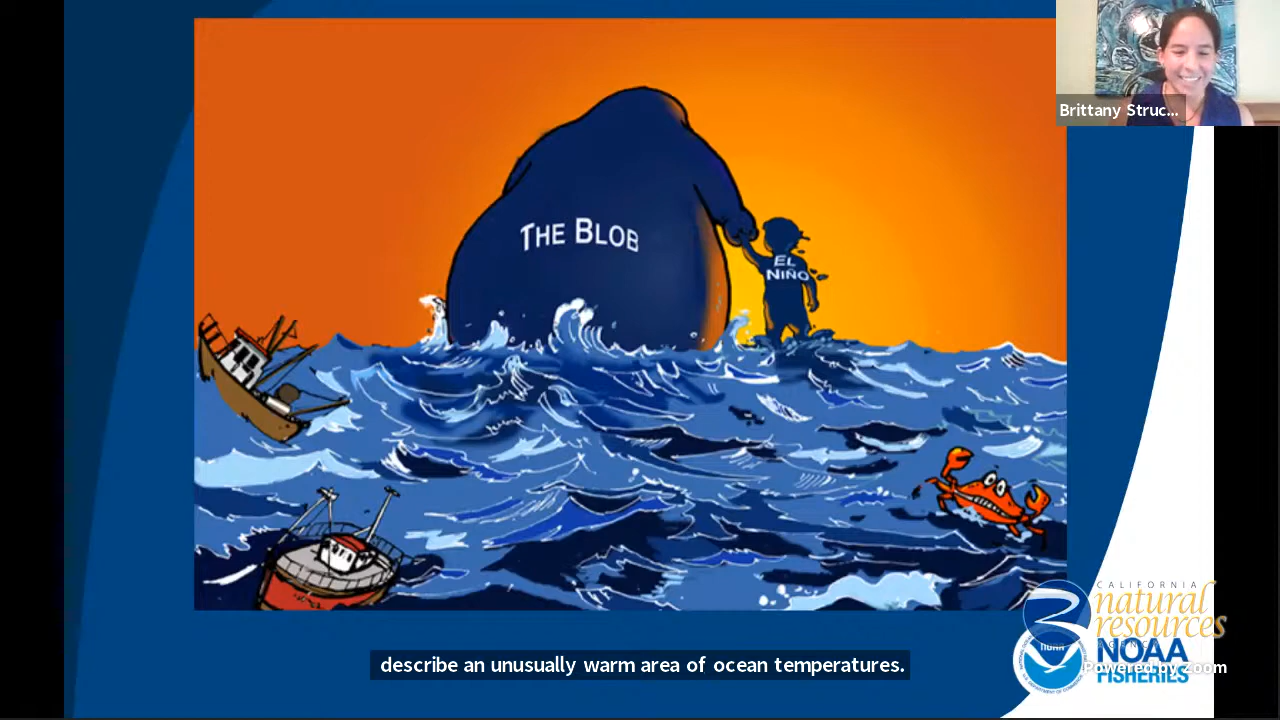 Brittany Struc...
THE BLOB
EL
NIÑO
CALIFORNIA
natural
resources
NOAA
FISHERIES
Powered by Zoom
describe an unusually warm area of ocean temperatures.